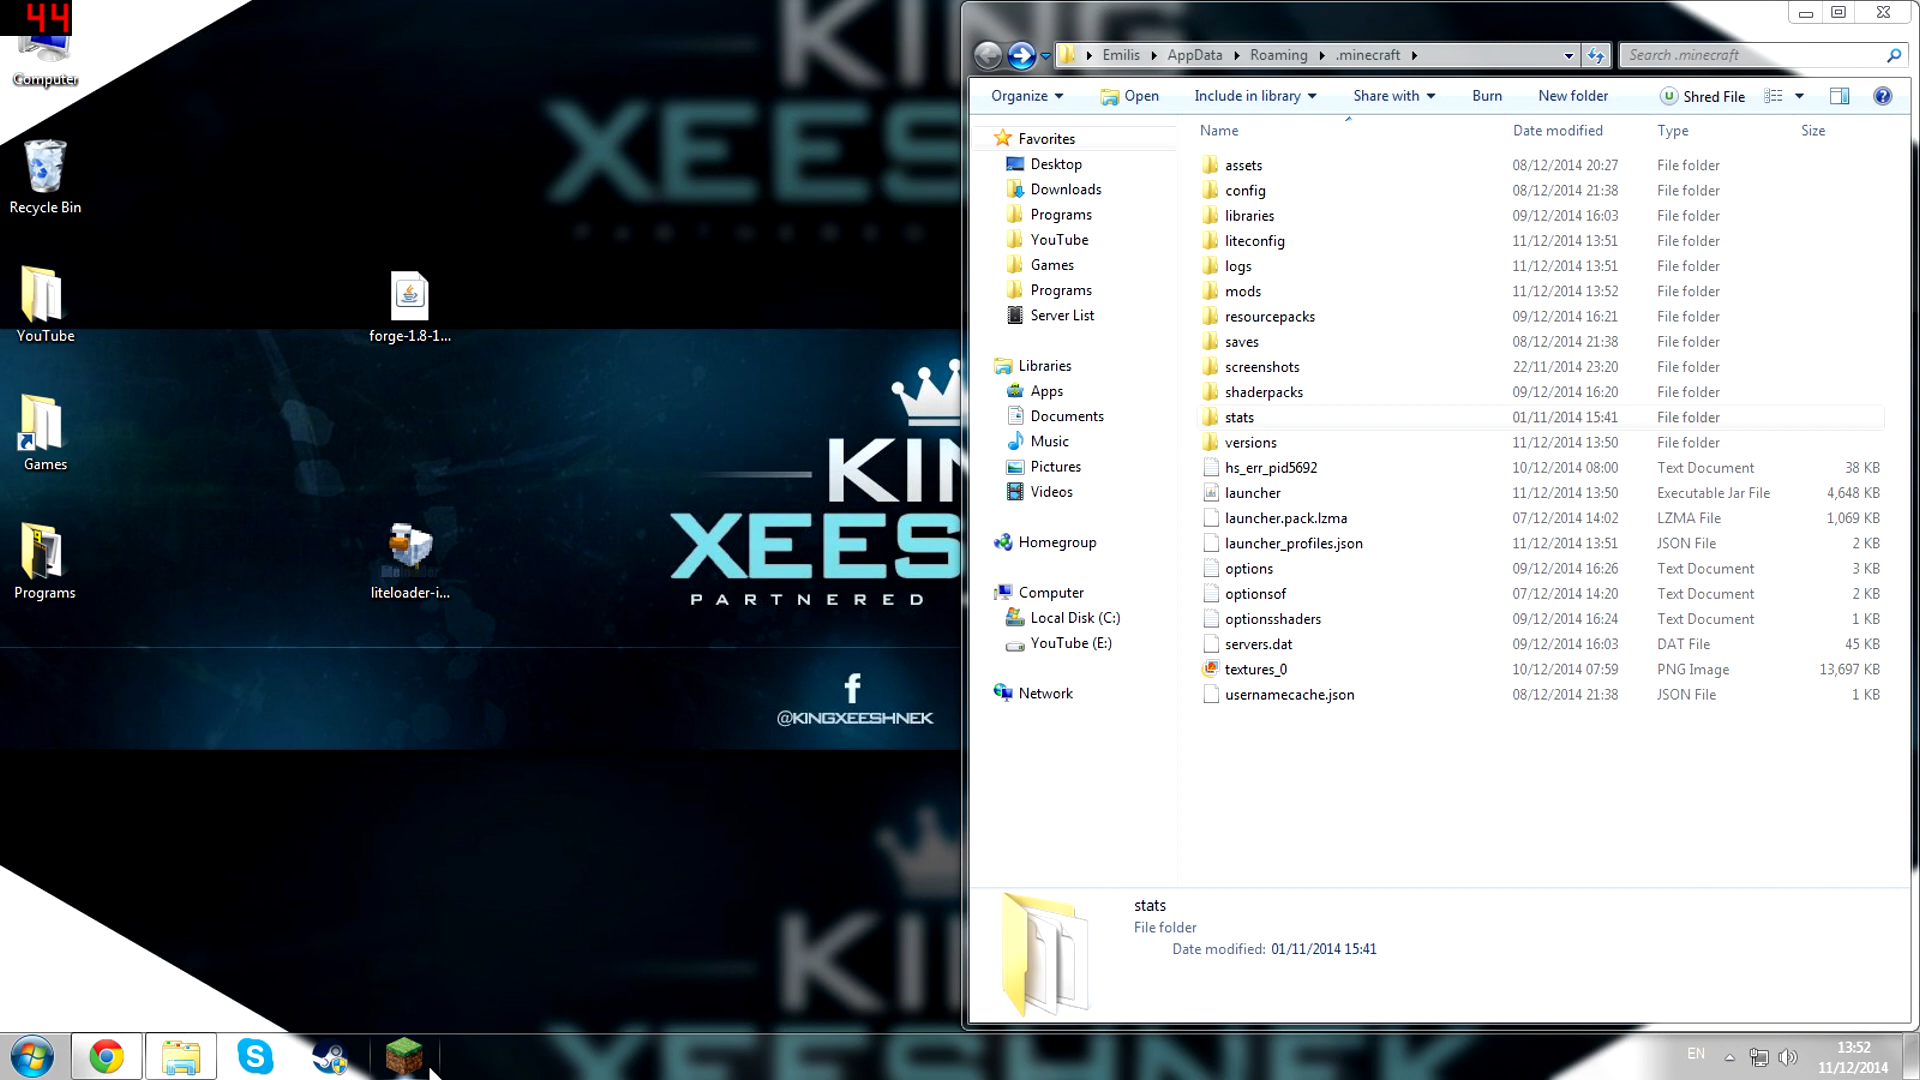 44
Computer
Recycle Bin
YouTube
Games
Programs
forge-1.8-1...
liteloader-i...
KING
XEES
PARTNERED
KIN
XEES
PARTNERED
f
@KINGXEESHNEK
KI
XEESHNEK
Emilis
AppData
Roaming
.minecraft
Search .minecraft
Organize
Open
Include in library
Share with
Burn
New folder
Shred File
Favorites
Desktop
Downloads
Programs
YouTube
Games
Programs
Server List
Libraries
Apps
Documents
Music
Pictures
Videos
Homegroup
Computer
Local Disk (C:)
YouTube (E:)
Network
Name Date modified Type Size
assets 08/12/2014 20:27 File folder
config 08/12/2014 21:38 File folder
libraries 09/12/2014 16:03 File folder
liteconfig 11/12/2014 13:51 File folder
logs 11/12/2014 13:51 File folder
mods 11/12/2014 13:52 File folder
resourcepacks 09/12/2014 16:21 File folder
saves 08/12/2014 21:38 File folder
screenshots 22/11/2014 23:20 File folder
shaderpacks 09/12/2014 16:20 File folder
stats 01/11/2014 15:41 File folder
versions 11/12/2014 13:50 File folder
hs_err_pid5692 10/12/2014 08:00 Text Document 38 KB
launcher 11/12/2014 13:50 Executable Jar File 4,648 KB
launcher.pack.lzma 07/12/2014 14:02 LZMA File 1,069 KB
launcher_profiles.json 11/12/2014 13:51 JSON File 2 KB
options 09/12/2014 16:26 Text Document 3 KB
optionsof 07/12/2014 14:20 Text Document 2 KB
optionsshaders 09/12/2014 16:24 Text Document 1 KB
servers.dat 09/12/2014 16:03 DAT File 45 KB
textures_0 10/12/2014 07:59 PNG Image 13,697 KB
usernamecache.json 08/12/2014 21:38 JSON File 1 KB
stats
File folder
Date modified: 01/11/2014 15:41
EN
13:52
11/12/2014